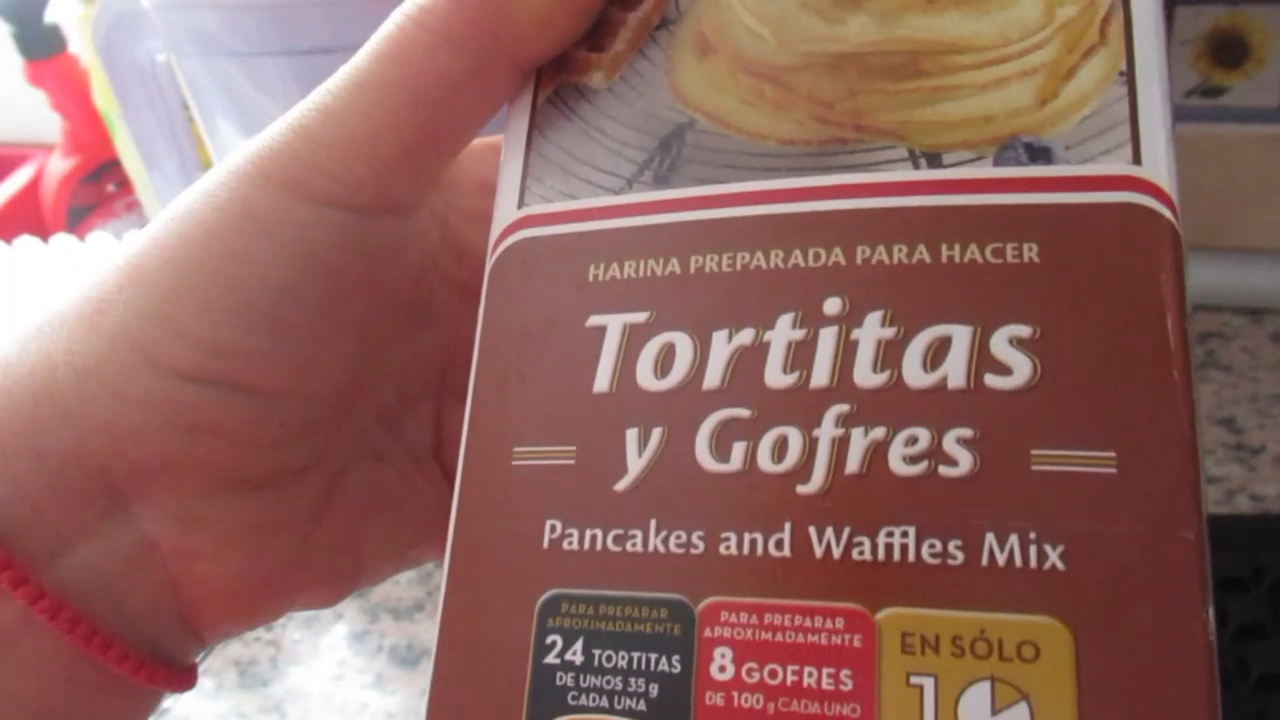 HARINA PREPARADA PARA HACER
Tortitas
y Gofres
Pancakes and Waffles Mix
PARA PREPARAR
APROXIMADAMENTE
24 TORTITAS
DE UNOS 35 g
CADA UNA
PARA PREPARAR
APROXIMADAMENTE
8 GOFRES
DE 100 g CADA UNO
EN SÓLO